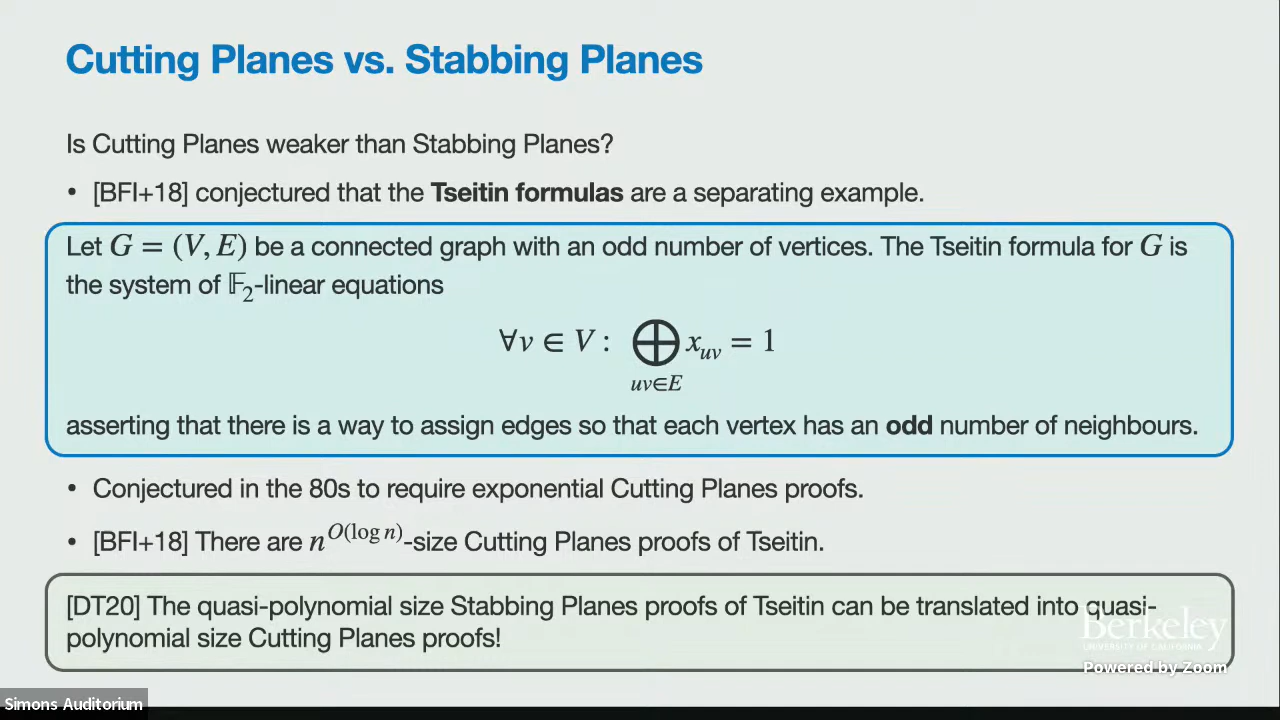 Cutting Planes vs. Stabbing Planes
Is Cutting Planes weaker than Stabbing Planes?
• [BFI+18] conjectured that the Tseitin formulas are a separating example.
Let G = (V, E) be a connected graph with an odd number of vertices. The Tseitin formula for G is
the system of 𝔽₂-linear equations
∀v ∈ V : ⨁ x_{uv} = 1
uv∈E
asserting that there is a way to assign edges so that each vertex has an odd number of neighbours.
• Conjectured in the 80s to require exponential Cutting Planes proofs.
• [BFI+18] There are n^{O(log n)}-size Cutting Planes proofs of Tseitin.
[DT20] The quasi-polynomial size Stabbing Planes proofs of Tseitin can be translated into quasi-
polynomial size Cutting Planes proofs!
Berkeley
UNIVERSITY OF CALIFORNIA
Powered by Zoom
Simons Auditorium